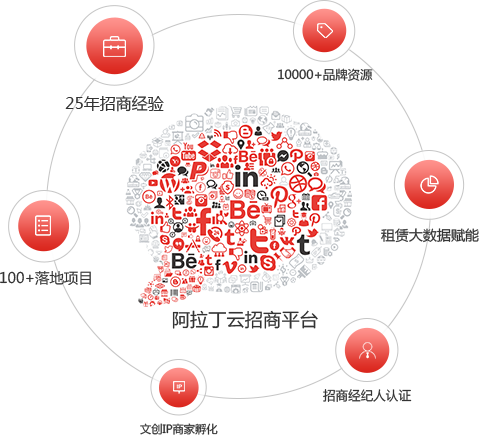 10000+品牌资源
25年招商经验
租赁大数据赋能
100+落地项目
阿拉丁云招商平台
招商经纪人认证
IP
文创IP商家孵化